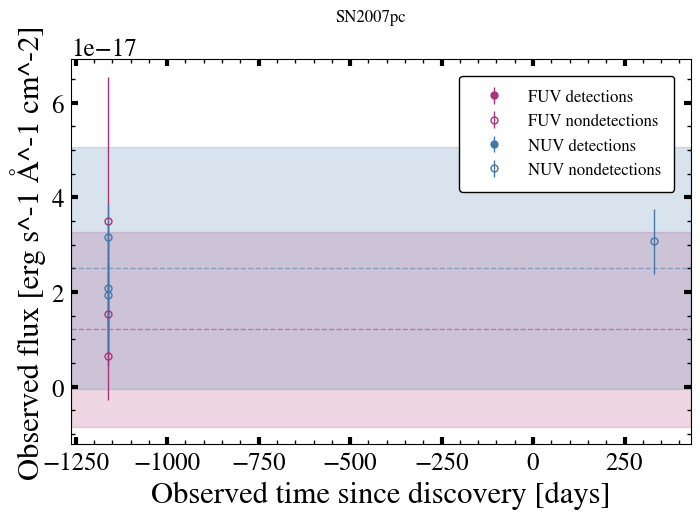 SN2007pc
1e−17
FUV detections
FUV nondetections
NUV detections
NUV nondetections
6
4
2
0
Observed flux [erg s^-1 Å^-1 cm^-2]
−1250 −1000 −750 −500 −250 0 250
Observed time since discovery [days]